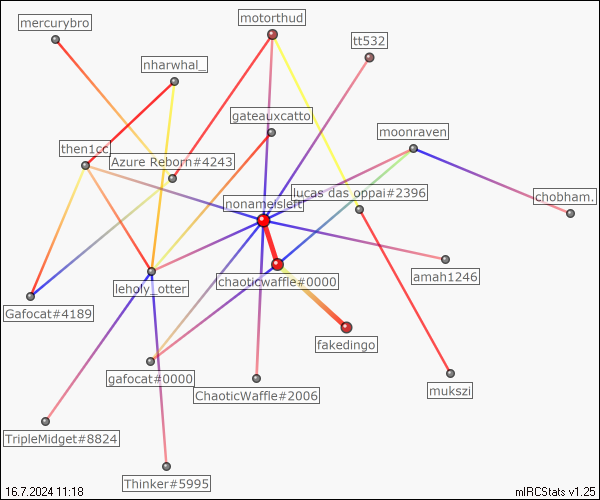 mercurybro
motorthud
tt532
nharwhal_
gateauxcatto
moonraven
then1cc
Azure Reborn#4243
lucas das oppai#2396
chobham.
nonameisleft
amah1246
leholy_otter
chaoticwaffle#0000
Gafocat#4189
fakedingo
gafocat#0000
ChaoticWaffle#2006
mukszi
TripleMidget#8824
Thinker#5995
16.7.2024 11:18
mIRCStats v1.25